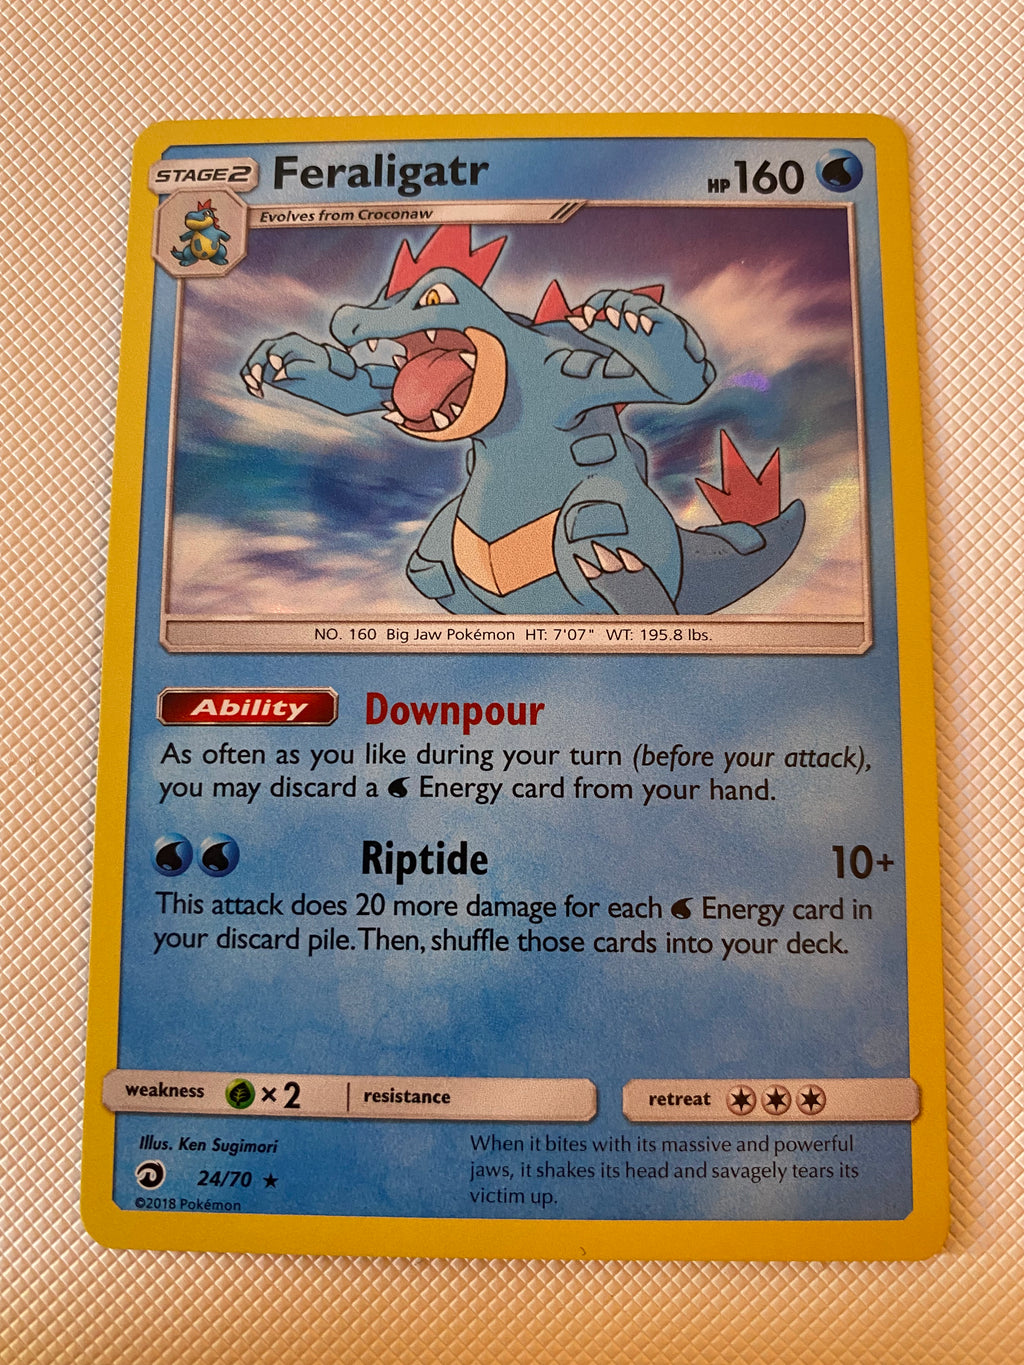 STAGE2 Feraligatr HP 160
Evolves from Croconaw
NO. 160 Big Jaw Pokémon HT: 7'07" WT: 195.8 lbs.
Ability Downpour
As often as you like during your turn (before your attack),
you may discard a Energy card from your hand.
Riptide 10+
This attack does 20 more damage for each Energy card in
your discard pile. Then, shuffle those cards into your deck.
weakness ×2 resistance retreat
Illus. Ken Sugimori
24/70 ★
©2018 Pokémon
When it bites with its massive and powerful
jaws, it shakes its head and savagely tears its
victim up.